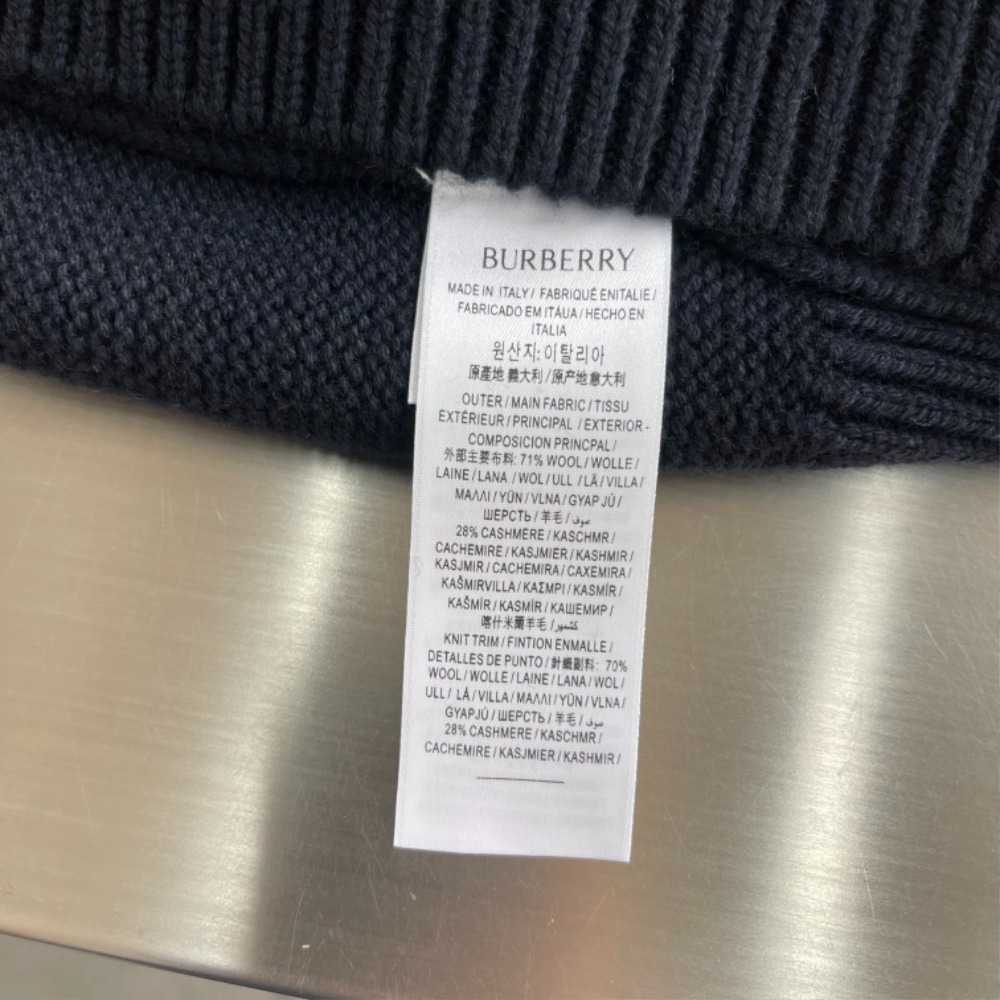 BURBERRY
MADE IN ITALY / FABRIQUÉ ENITALIE /
FABRICADO EM ITÁUA / HECHO EN
ITALIA
원산지: 이탈리아
原產地 義大利 / 原产地意大利
OUTER / MAIN FABRIC / TISSU
EXTÉRIEUR / PRINCIPAL / EXTERIOR -
COMPOSICION PRINCPAL /
外部主要布料: 71% WOOL / WOLLE /
LAINE / LANA / WOL / ULL / LÃ / VILLA /
ΜΑΛΛΙ / YÜN / VLNA / GYAP JÚ /
ШЕРСТЬ / 羊毛 / صوف
28% CASHMERE / KASCHMR /
CACHEMIRE / KASJMIER / KASHMIR /
KASJMIR / CACHEMIRA / CAXEMIRA /
KAŠMIRVILLA / ΚΑΣΜΡΙ / KASMÍR /
KAŠMÍR / KASMÍR / КАШЕМИР /
喀什米爾羊毛 / كشمير
KNIT TRIM / FINTION ENMALLE /
DETALLES DE PUNTO / 針織副料: 70%
WOOL / WOLLE / LAINE / LANA / WOL /
ULL / LÃ / VILLA / ΜΑΛΛΙ / YÜN / VLNA /
GYAPJÚ / ШЕРСТЬ / 羊毛 / صوف
28% CASHMERE / KASCHMR /
CACHEMIRE / KASJMIER / KASHMIR /